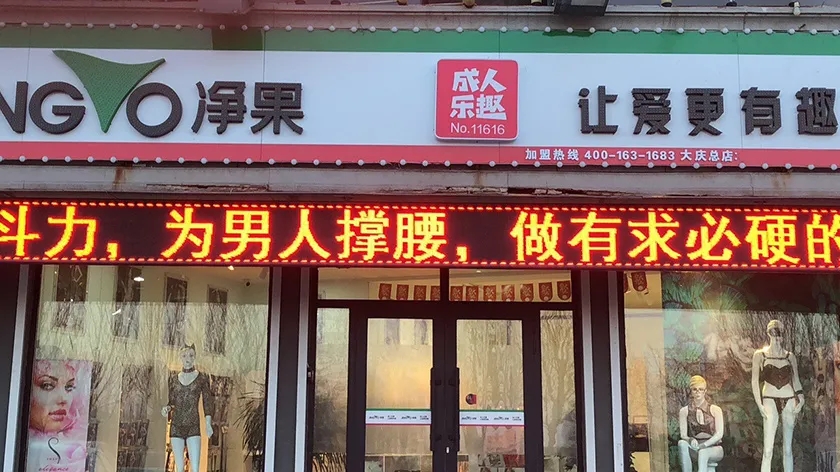 NGYO 净果
成人
乐趣
No.11616
让爱更有趣
加盟热线 400-163-1683 大庆总店:
斗力，为男人撑腰，做有求必硬的